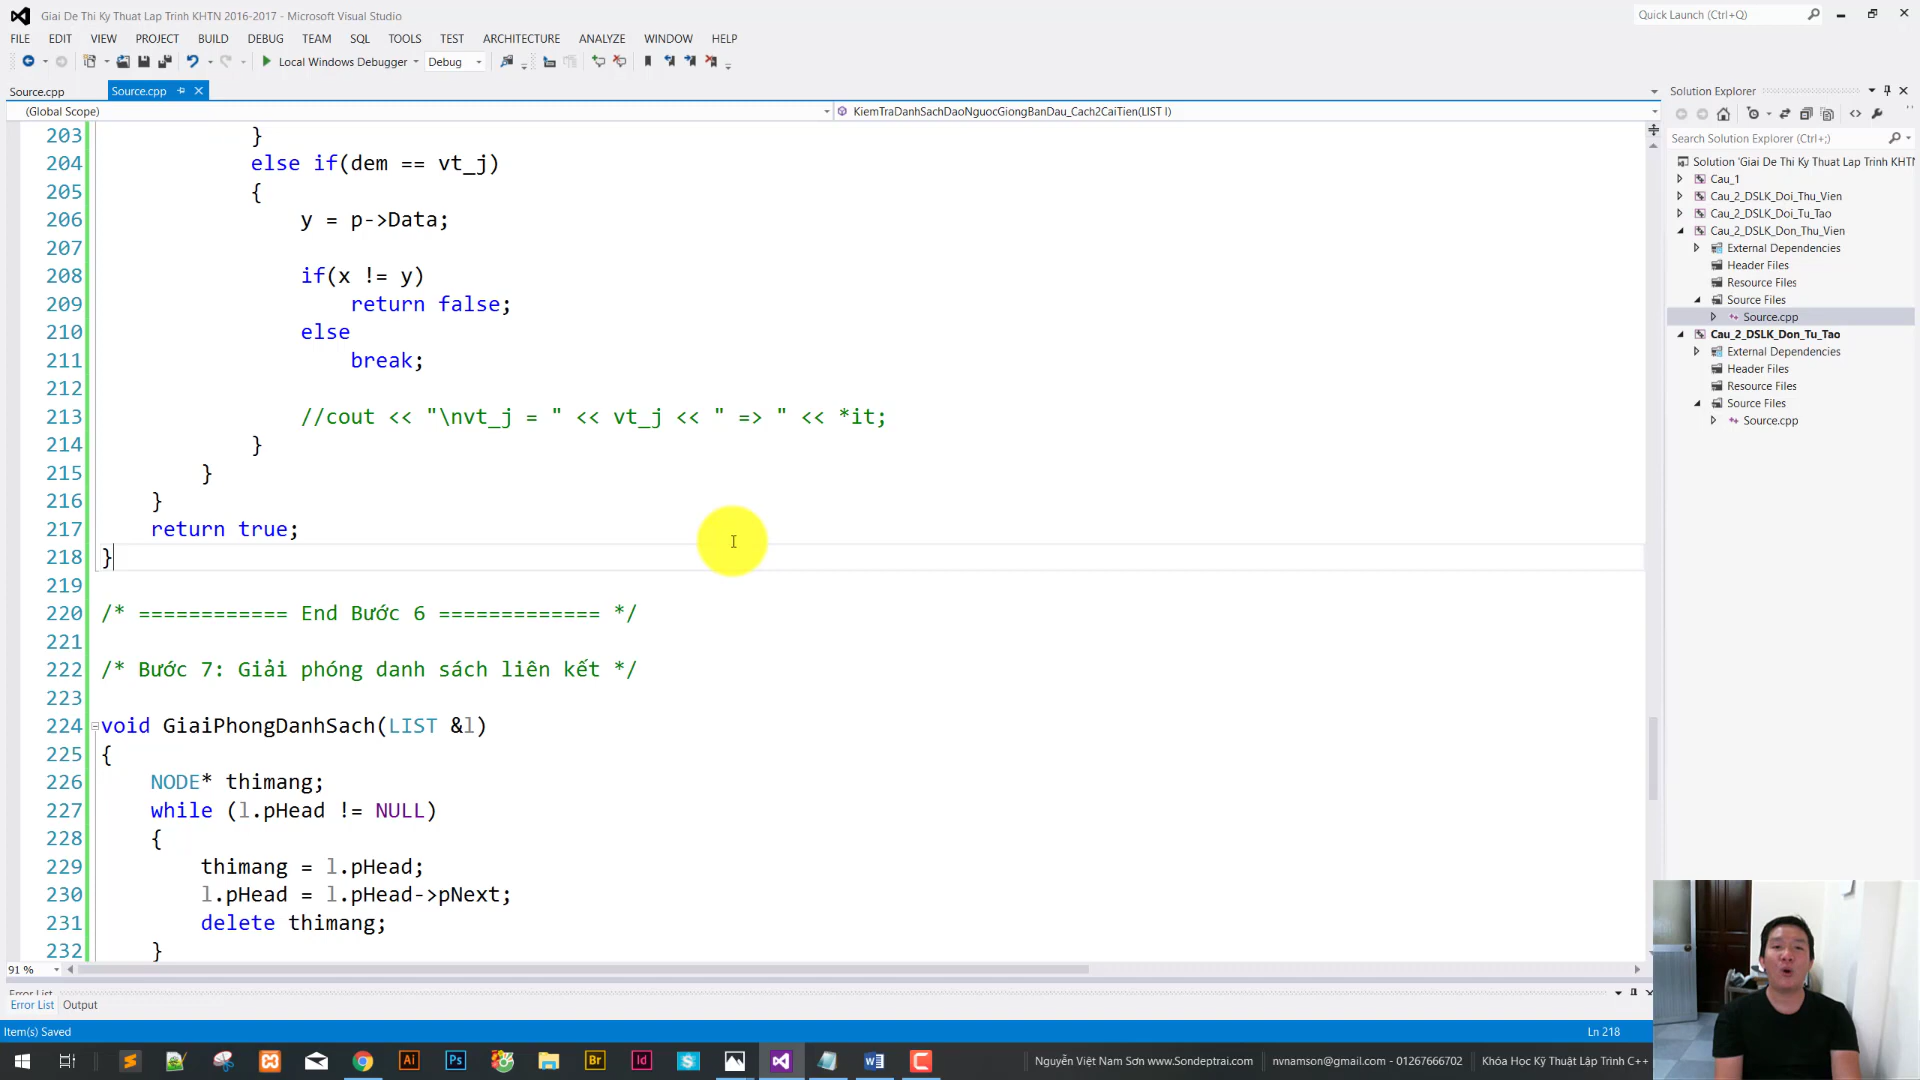 Giai De Thi Ky Thuat Lap Trinh KHTN 2016-2017 - Microsoft Visual Studio
Quick Launch (Ctrl+Q)
FILE EDIT VIEW PROJECT BUILD DEBUG TEAM SQL TOOLS TEST ARCHITECTURE ANALYZE WINDOW HELP
Local Windows Debugger Debug
Source.cpp Source.cpp
(Global Scope) KiemTraDanhSachDaoNguocGiongBanDau_Cach2CaiTien(LIST l)
203 }
204 else if(dem == vt_j)
205 {
206 y = p->Data;
207
208 if(x != y)
209 return false;
210 else
211 break;
212
213 //cout << "\nvt_j = " << vt_j << " => " << *it;
214 }
215 }
216 }
217 return true;
218 }
219
220 /* ============ End Bước 6 ============= */
221
222 /* Bước 7: Giải phóng danh sách liên kết */
223
224 void GiaiPhongDanhSach(LIST &l)
225 {
226 NODE* thimang;
227 while (l.pHead != NULL)
228 {
229 thimang = l.pHead;
230 l.pHead = l.pHead->pNext;
231 delete thimang;
232 }
91 %
Error List
Error List Output
Item(s) Saved
Ln 218
Solution Explorer
Search Solution Explorer (Ctrl+;)
Solution 'Giai De Thi Ky Thuat Lap Trinh KHTN
Cau_1
Cau_2_DSLK_Doi_Thu_Vien
Cau_2_DSLK_Doi_Tu_Tao
Cau_2_DSLK_Don_Thu_Vien
External Dependencies
Header Files
Resource Files
Source Files
Source.cpp
Cau_2_DSLK_Don_Tu_Tao
External Dependencies
Header Files
Resource Files
Source Files
Source.cpp
Ai Ps Br Id
Nguyễn Việt Nam Sơn www.Sondeptrai.com nvnamson@gmail.com - 01267666702 Khóa Học Kỹ Thuật Lập Trình C++